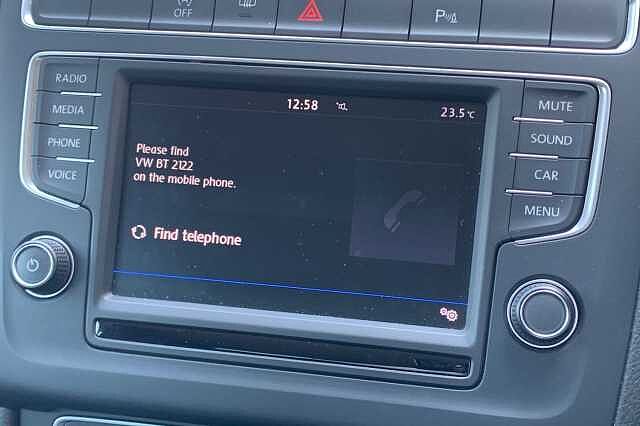 OFF
P
RADIO
MEDIA
PHONE
VOICE
12:58
23.5°C
Please find
VW BT 2122
on the mobile phone.
Find telephone
MUTE
SOUND
CAR
MENU